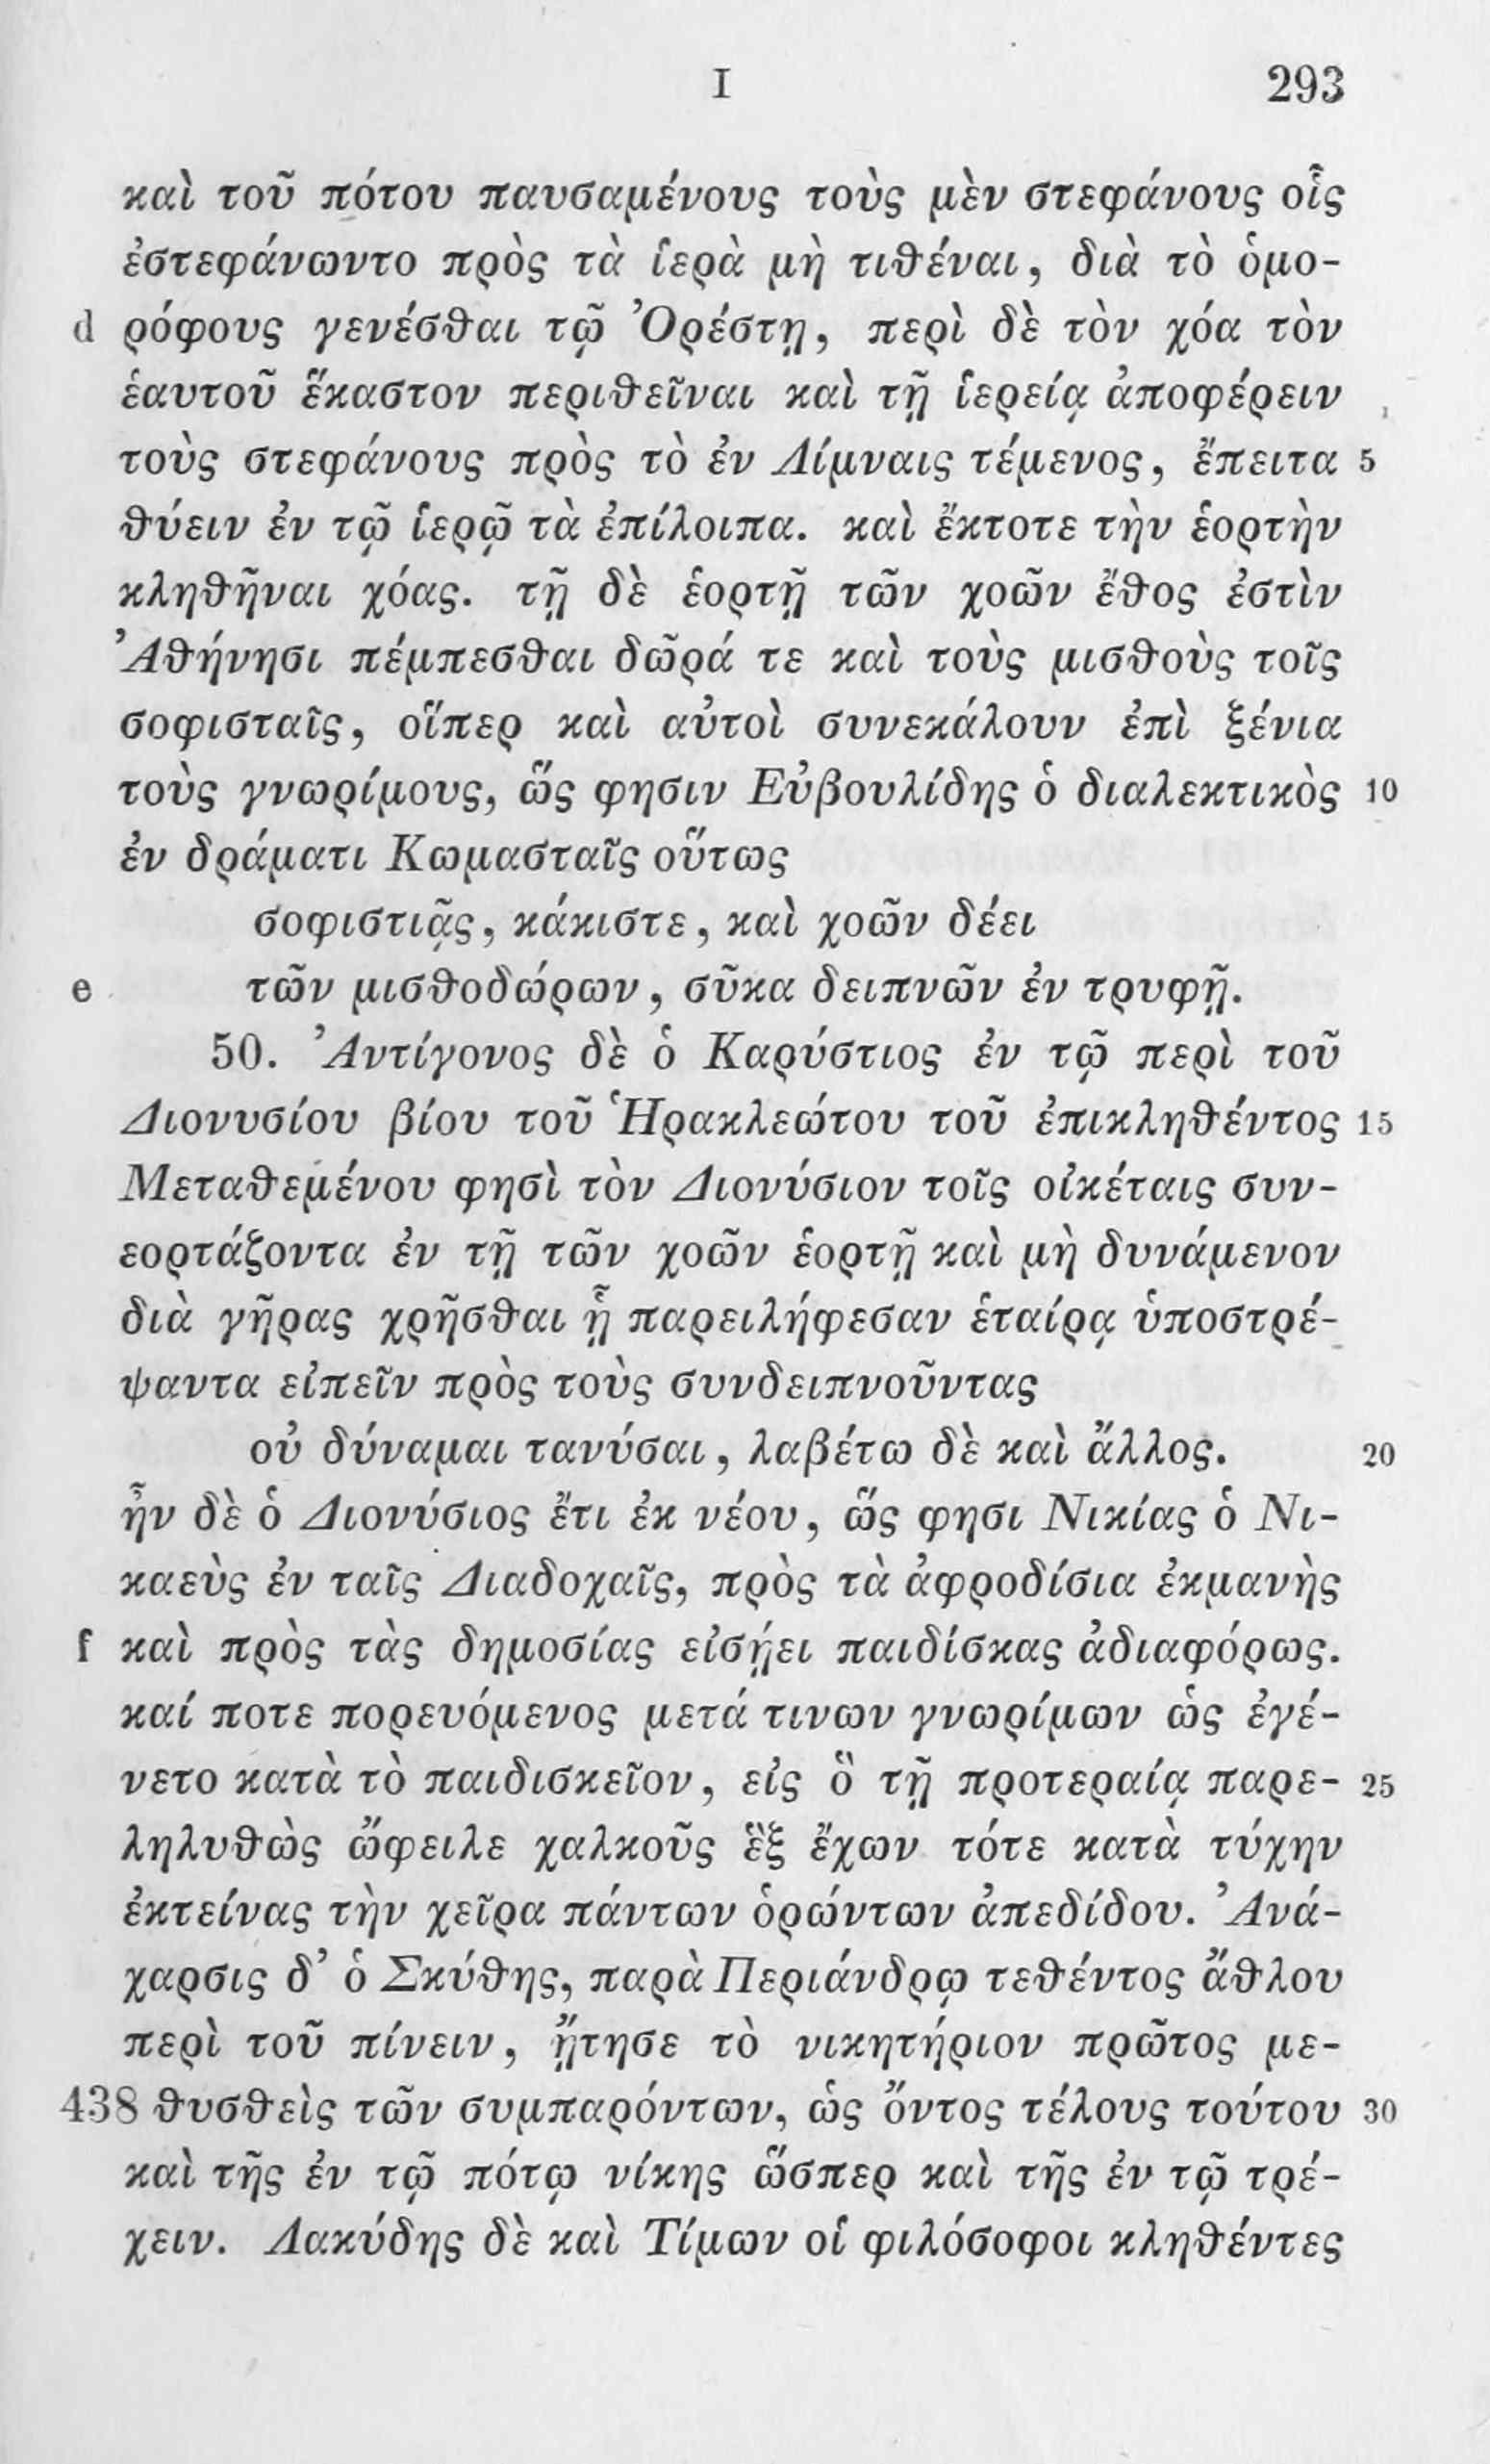 I 293
καὶ τοῦ πότου παυσαμένους τοὺς μὲν στεφάνους οἷς
ἐστεφάνωντο πρὸς τὰ ἱερὰ μὴ τιθέναι, διὰ τὸ ὁμο-
d ρόφους γενέσθαι τῷ Ὀρέστῃ, περὶ δὲ τὸν χόα τὸν
ἑαυτοῦ ἕκαστον περιθεῖναι καὶ τῇ ἱερείᾳ ἀποφέρειν
τοὺς στεφάνους πρὸς τὸ ἐν Λίμναις τέμενος, ἔπειτα 5
θύειν ἐν τῷ ἱερῷ τὰ ἐπίλοιπα. καὶ ἔκτοτε τὴν ἑορτὴν
κληθῆναι χόας. τῇ δὲ ἑορτῇ τῶν χοῶν ἔθος ἐστὶν
Ἀθήνησι πέμπεσθαι δῶρά τε καὶ τοὺς μισθοὺς τοῖς
σοφισταῖς, οἵπερ καὶ αὐτοὶ συνεκάλουν ἐπὶ ξένια
τοὺς γνωρίμους, ὥς φησιν Εὐβουλίδης ὁ διαλεκτικὸς 10
ἐν δράματι Κωμασταῖς οὕτως
σοφιστιᾷς, κάκιστε, καὶ χοῶν δέει
e τῶν μισθοδώρων, σῦκα δειπνῶν ἐν τρυφῇ.
50. Ἀντίγονος δὲ ὁ Καρύστιος ἐν τῷ περὶ τοῦ
Διονυσίου βίου τοῦ Ἡρακλεώτου τοῦ ἐπικληθέντος 15
Μεταθεμένου φησὶ τὸν Διονύσιον τοῖς οἰκέταις συν-
εορτάζοντα ἐν τῇ τῶν χοῶν ἑορτῇ καὶ μὴ δυνάμενον
διὰ γῆρας χρῆσθαι ᾗ παρειλήφεσαν ἑταίρᾳ ὑποστρέ-
ψαντα εἰπεῖν πρὸς τοὺς συνδειπνοῦντας
οὐ δύναμαι τανύσαι, λαβέτω δὲ καὶ ἄλλος. 20
ἦν δὲ ὁ Διονύσιος ἔτι ἐκ νέου, ὥς φησι Νικίας ὁ Νι-
καεὺς ἐν ταῖς Διαδοχαῖς, πρὸς τὰ ἀφροδίσια ἐκμανὴς
f καὶ πρὸς τὰς δημοσίας εἰσῄει παιδίσκας ἀδιαφόρως.
καί ποτε πορευόμενος μετά τινων γνωρίμων ὡς ἐγέ-
νετο κατὰ τὸ παιδισκεῖον, εἰς ὃ τῇ προτεραίᾳ παρε- 25
ληλυθὼς ὤφειλε χαλκοῦς ἓξ ἔχων τότε κατὰ τύχην
ἐκτείνας τὴν χεῖρα πάντων ὁρώντων ἀπεδίδου. Ἀνά-
χαρσις δ’ ὁ Σκύθης, παρὰ Περιάνδρῳ τεθέντος ἄθλου
περὶ τοῦ πίνειν, ᾔτησε τὸ νικητήριον πρῶτος με-
438 θυσθεὶς τῶν συμπαρόντων, ὡς ὄντος τέλους τούτου 30
καὶ τῆς ἐν τῷ πότῳ νίκης ὥσπερ καὶ τῆς ἐν τῷ τρέ-
χειν. Λακύδης δὲ καὶ Τίμων οἱ φιλόσοφοι κληθέντες